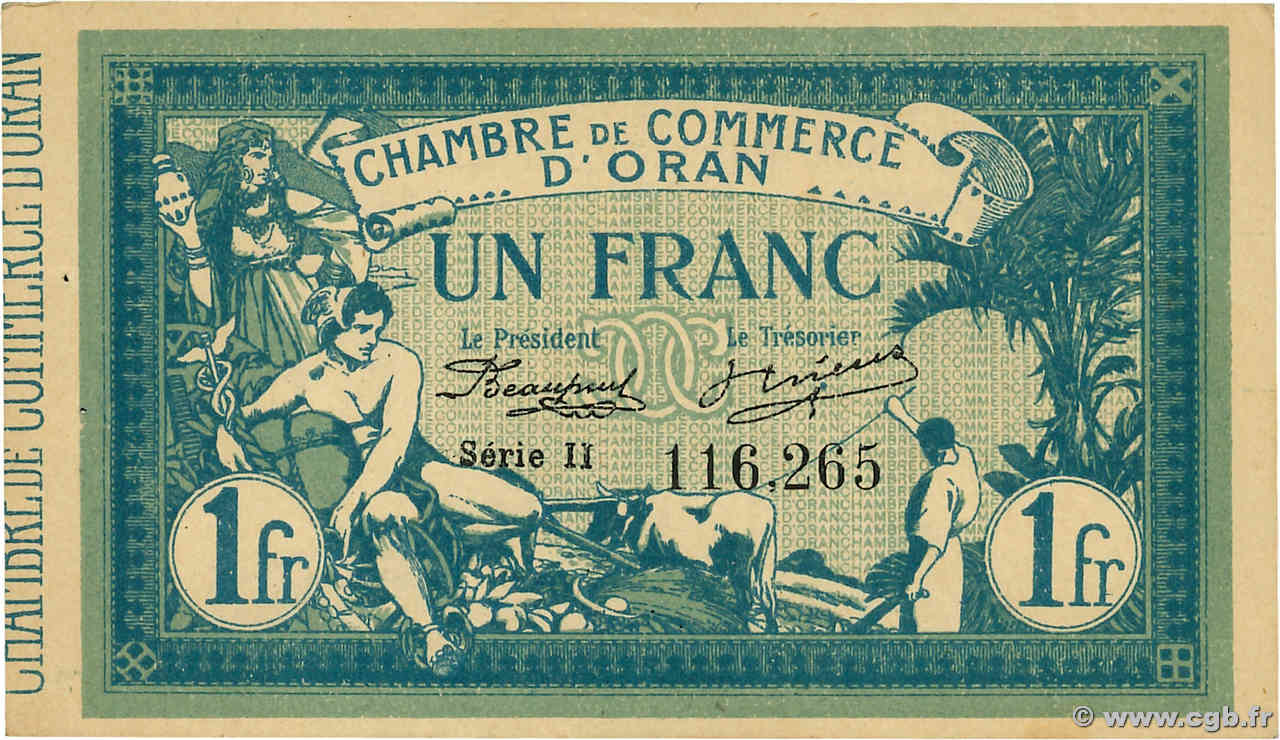 CHAMBRE DE COMMERCE D'ORAN
CHAMBRE DE COMMERCE
D'ORAN
UN FRANC
Le Président
Le Trésorier
Série II
116,265
1fr
1fr
© www.cgb.fr